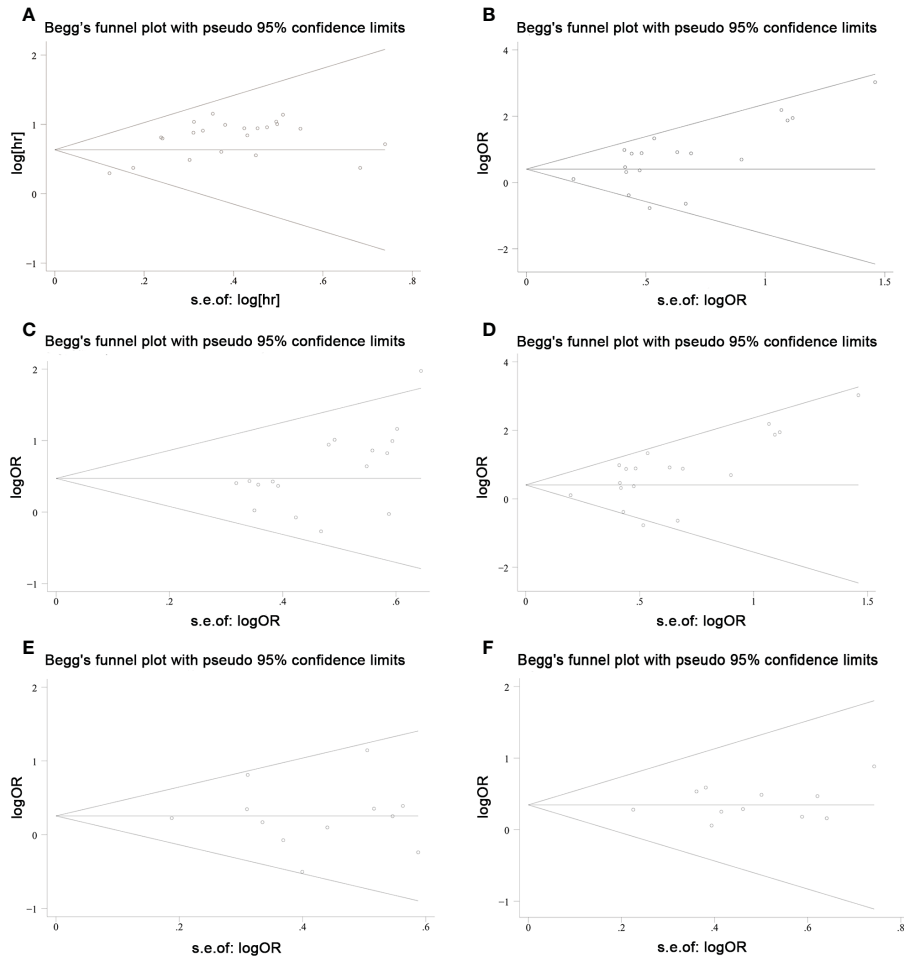 A
Begg's funnel plot with pseudo 95% confidence limits
2
1
0
−1
log[hr]
0 .2 .4 .6 .8
s.e.of: log[hr]
B
Begg's funnel plot with pseudo 95% confidence limits
4
2
0
−2
logOR
0 .5 1 1.5
s.e.of: logOR
C
Begg's funnel plot with pseudo 95% confidence limits
2
1
0
−1
logOR
0 .2 .4 .6
s.e.of: logOR
D
Begg's funnel plot with pseudo 95% confidence limits
4
2
0
−2
logOR
0 .5 1 1.5
s.e.of: logOR
E
Begg's funnel plot with pseudo 95% confidence limits
2
1
0
−1
logOR
0 .2 .4 .6
s.e.of: logOR
F
Begg's funnel plot with pseudo 95% confidence limits
2
1
0
−1
logOR
0 .2 .4 .6 .8
s.e.of: logOR